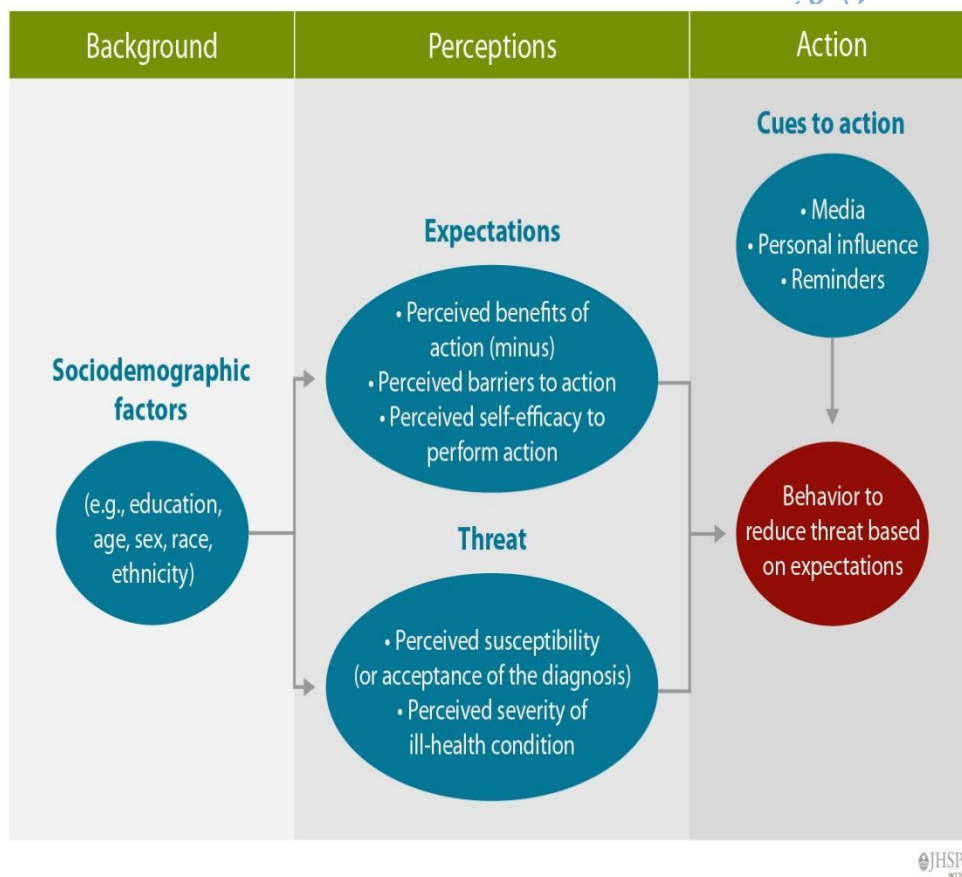 Background
Perceptions
Action
Sociodemographic
factors
(e.g., education,
age, sex, race,
ethnicity)
Expectations
• Perceived benefits of
action (minus)
• Perceived barriers to action
• Perceived self-efficacy to
perform action
Threat
• Perceived susceptibility
(or acceptance of the diagnosis)
• Perceived severity of
ill-health condition
Cues to action
• Media
• Personal influence
• Reminders
Behavior to
reduce threat based
on expectations